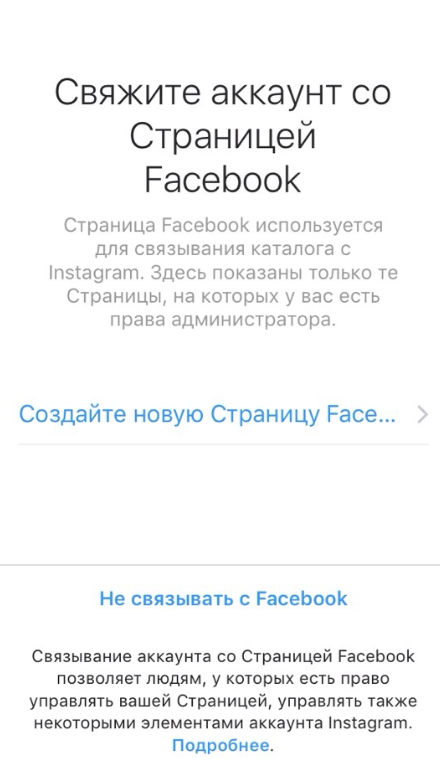 Свяжите аккаунт со
Страницей
Facebook
Страница Facebook используется
для связывания каталога с
Instagram. Здесь показаны только те
Страницы, на которых у вас есть
права администратора.
Создайте новую Страницу Face...
Не связывать с Facebook
Связывание аккаунта со Страницей Facebook
позволяет людям, у которых есть право
управлять вашей Страницей, управлять также
некоторыми элементами аккаунта Instagram.
Подробнее.